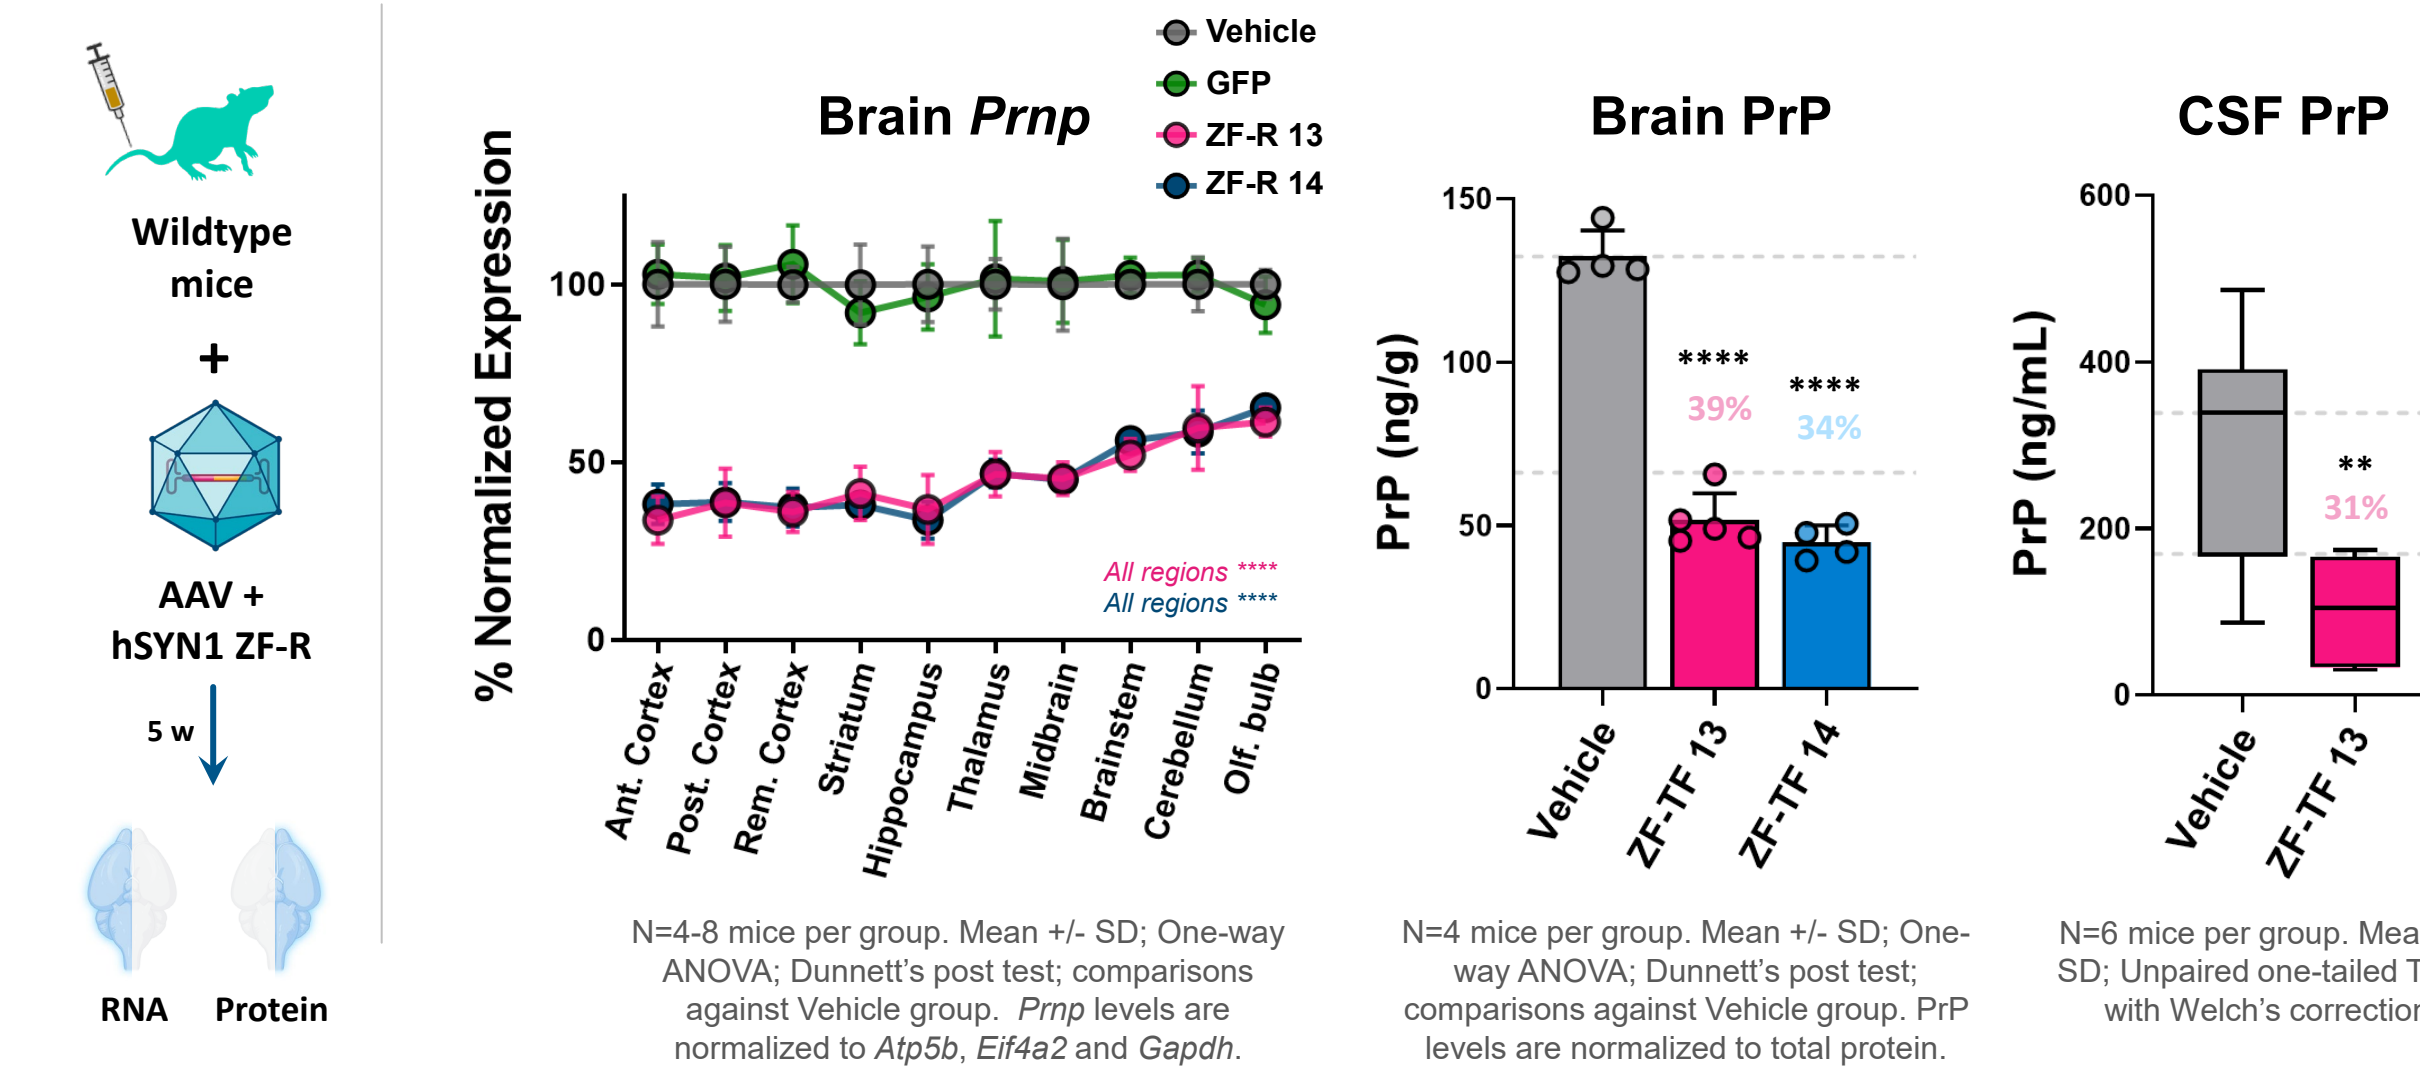 Wildtype
mice
+
AAV +
hSYN1 ZF-R
5 w
RNA
Protein
Brain Prnp
Vehicle
GFP
ZF-R 13
ZF-R 14
% Normalized Expression
100
50
0
All regions ****
All regions ****
Ant. Cortex
Post. Cortex
Rem. Cortex
Striatum
Hippocampus
Thalamus
Midbrain
Brainstem
Cerebellum
Olf. bulb
N=4-8 mice per group. Mean +/- SD; One-way
ANOVA; Dunnett’s post test; comparisons
against Vehicle group. Prnp levels are
normalized to Atp5b, Eif4a2 and Gapdh.
Brain PrP
PrP (ng/g)
150
100
50
0
****
39%
****
34%
Vehicle
ZF-TF 13
ZF-TF 14
N=4 mice per group. Mean +/- SD; One-
way ANOVA; Dunnett’s post test;
comparisons against Vehicle group. PrP
levels are normalized to total protein.
CSF PrP
PrP (ng/mL)
600
400
200
0
**
31%
Vehicle
ZF-TF 13
N=6 mice per group. Mea
SD; Unpaired one-tailed T
with Welch’s correction